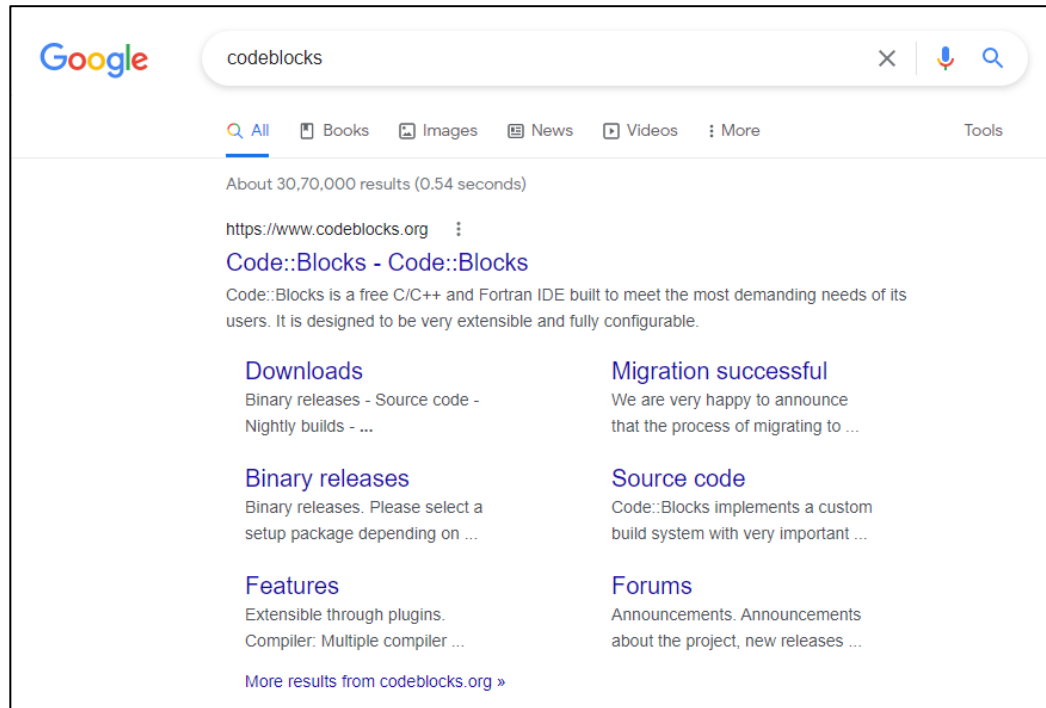 Google
codeblocks
All Books Images News Videos More Tools
About 30,70,000 results (0.54 seconds)
https://www.codeblocks.org
Code::Blocks - Code::Blocks
Code::Blocks is a free C/C++ and Fortran IDE built to meet the most demanding needs of its
users. It is designed to be very extensible and fully configurable.
Downloads
Binary releases - Source code -
Nightly builds - ...
Migration successful
We are very happy to announce
that the process of migrating to ...
Binary releases
Binary releases. Please select a
setup package depending on ...
Source code
Code::Blocks implements a custom
build system with very important ...
Features
Extensible through plugins.
Compiler: Multiple compiler ...
Forums
Announcements. Announcements
about the project, new releases ...
More results from codeblocks.org »